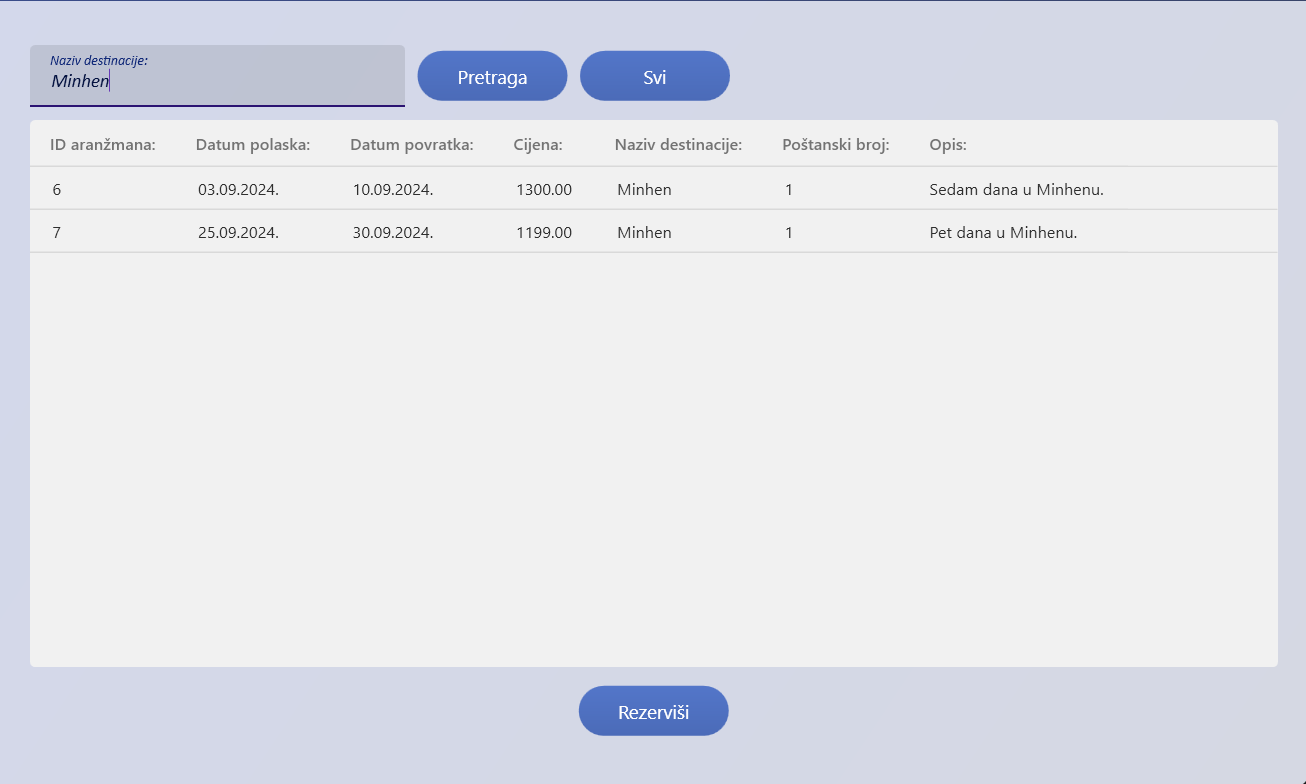 Naziv destinacije:
Minhen
Pretraga
Svi
ID aranžmana: Datum polaska: Datum povratka: Cijena: Naziv destinacije: Poštanski broj: Opis:
6 03.09.2024. 10.09.2024. 1300.00 Minhen 1 Sedam dana u Minhenu.
7 25.09.2024. 30.09.2024. 1199.00 Minhen 1 Pet dana u Minhenu.
Rezerviši